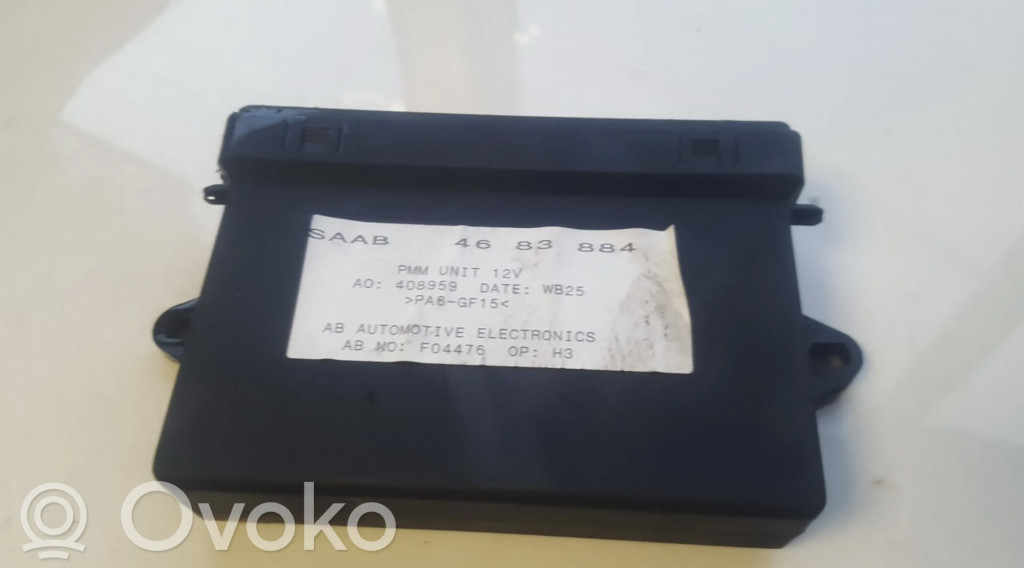 SAAB 46 83 884
PMM UNIT 12V
AO: 408959 DATE: WB25
>PA6-GF15<
AB AUTOMOTIVE ELECTRONICS
AB NO: F04476 OP: H3
Ovoko